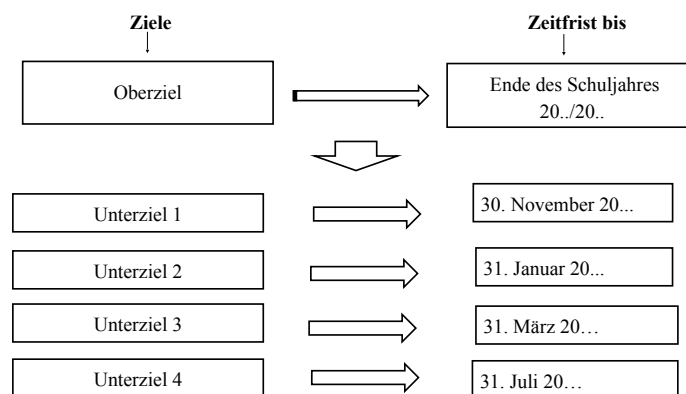 Ziele
Zeitfrist bis
Oberziel
Ende des Schuljahres
20../20..
Unterziel 1
30. November 20...
Unterziel 2
31. Januar 20...
Unterziel 3
31. März 20…
Unterziel 4
31. Juli 20…